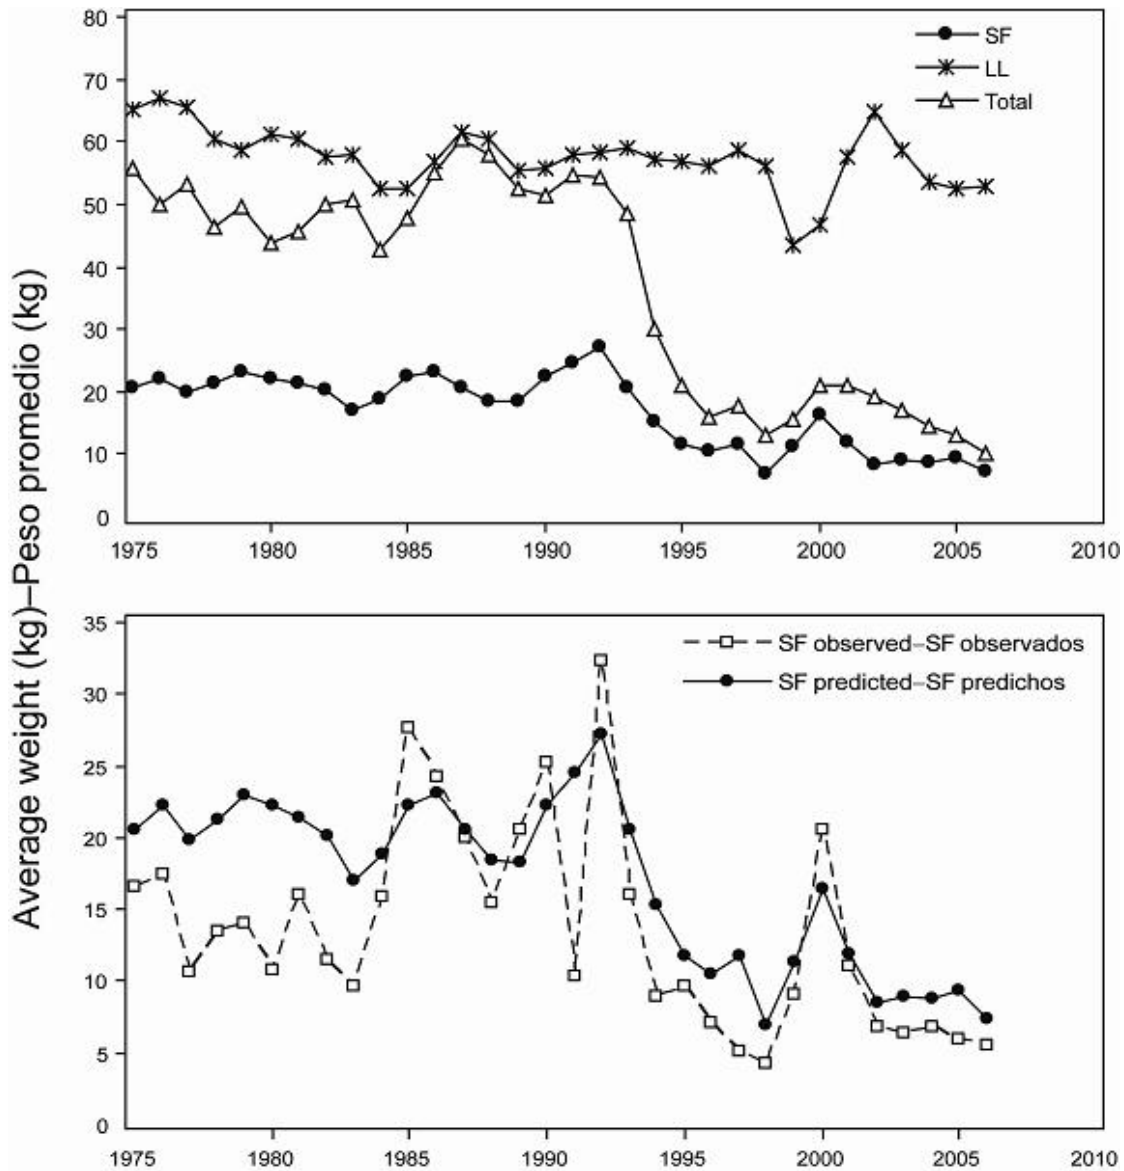 80
70
60
50
40
30
20
10
0
SF
LL
Total
1975 1980 1985 1990 1995 2000 2005 2010
Average weight (kg)–Peso promedio (kg)
35
30
25
20
15
10
5
0
SF observed–SF observados
SF predicted–SF predichos
1975 1980 1985 1990 1995 2000 2005 2010